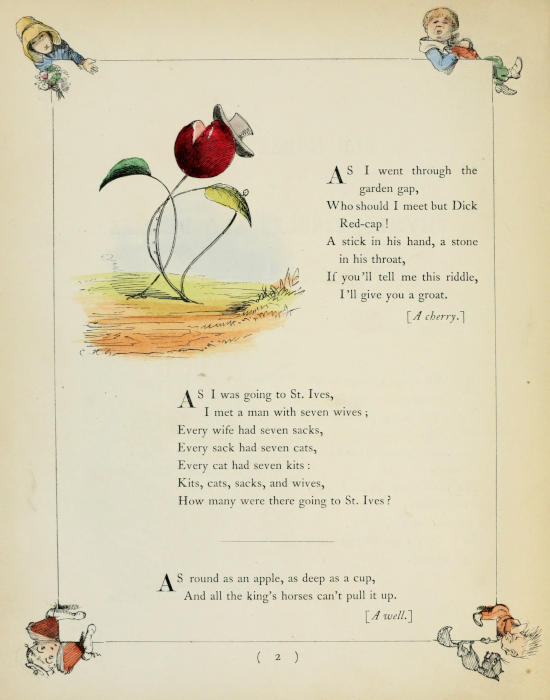 As I went through the
garden gap,
Who should I meet but Dick
Red-cap!
A stick in his hand, a stone
in his throat,
If you'll tell me this riddle,
I'll give you a groat.
[A cherry.]
As I was going to St. Ives,
I met a man with seven wives;
Every wife had seven sacks,
Every sack had seven cats,
Every cat had seven kits:
Kits, cats, sacks, and wives,
How many were there going to St. Ives?
As round as an apple, as deep as a cup,
And all the king's horses can't pull it up.
[A well.]
( 2 )